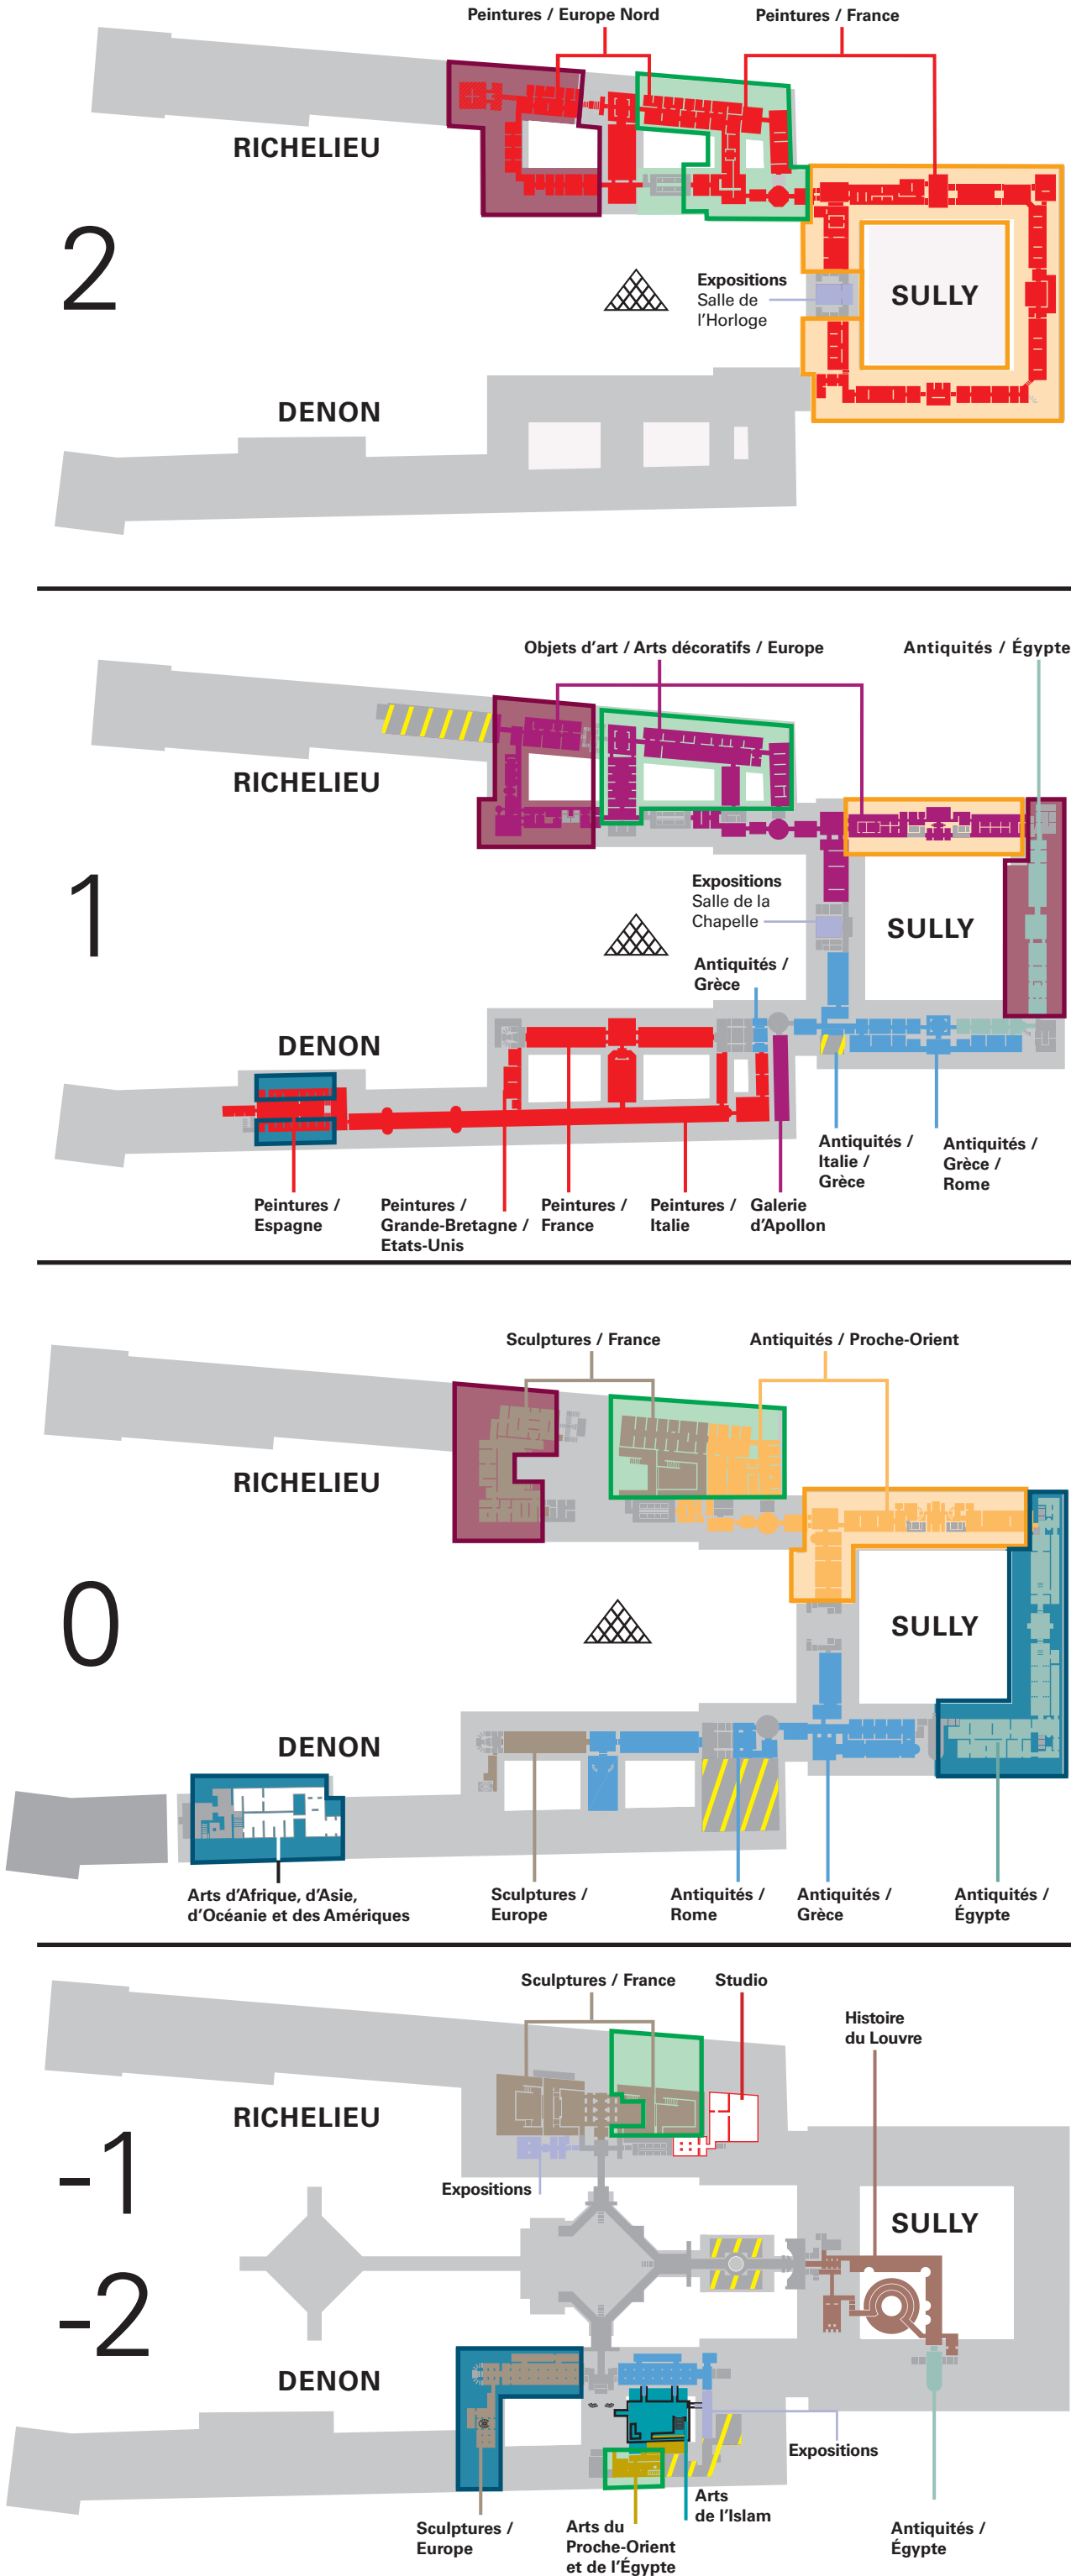 Peintures / Europe Nord
Peintures / France
RICHELIEU
2
Expositions
Salle de
l'Horloge
SULLY
DENON
Objets d'art / Arts décoratifs / Europe
Antiquités / Égypte
RICHELIEU
1
Expositions
Salle de la
Chapelle
SULLY
Antiquités /
Grèce
DENON
Antiquités /
Italie /
Grèce
Antiquités /
Grèce /
Rome
Peintures /
Espagne
Peintures /
Grande-Bretagne /
Etats-Unis
Peintures /
France
Peintures /
Italie
Galerie
d'Apollon
Sculptures / France
Antiquités / Proche-Orient
RICHELIEU
0
SULLY
DENON
Arts d'Afrique, d'Asie,
d'Océanie et des Amériques
Sculptures /
Europe
Antiquités /
Rome
Antiquités /
Grèce
Antiquités /
Égypte
Sculptures / France
Studio
Histoire
du Louvre
RICHELIEU
-1
Expositions
SULLY
-2
DENON
Expositions
Sculptures /
Europe
Arts du
Proche-Orient
et de l'Égypte
Arts
de l'Islam
Antiquités /
Égypte